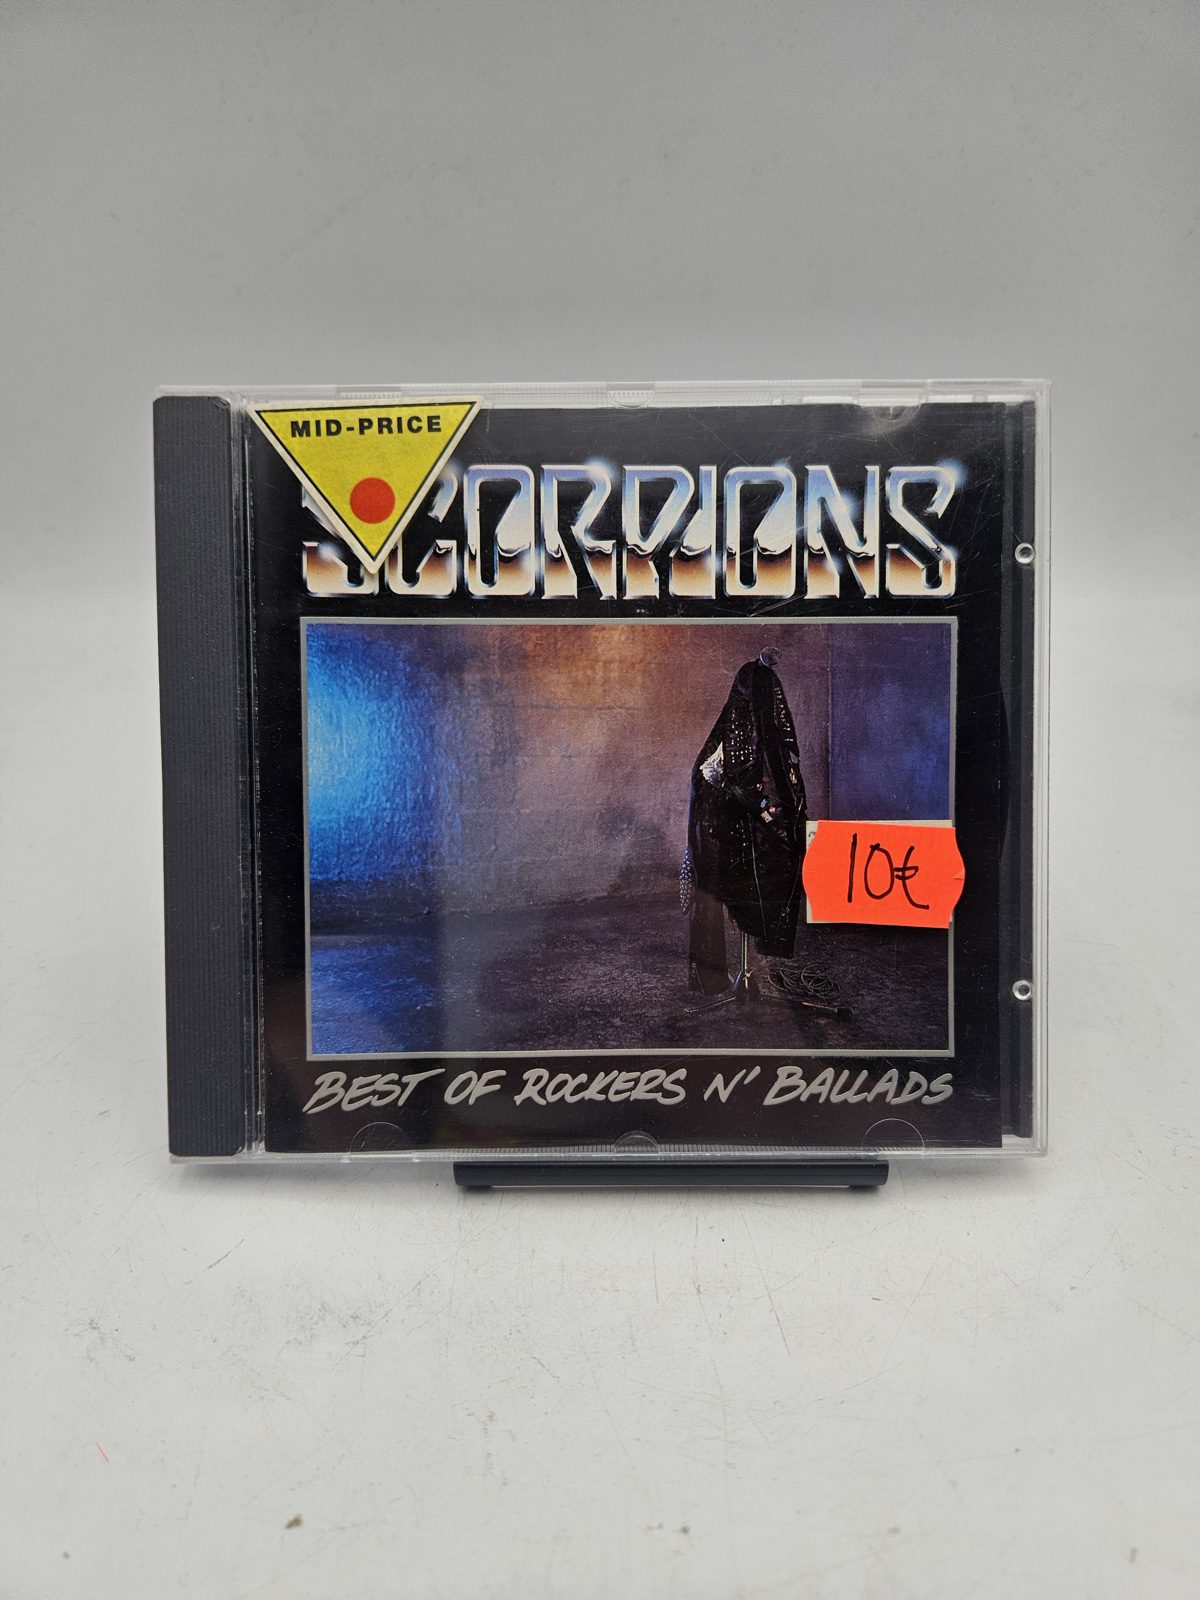 MID-PRICE
SCORPIONS
10€
BEST OF ROCKERS N' BALLADS